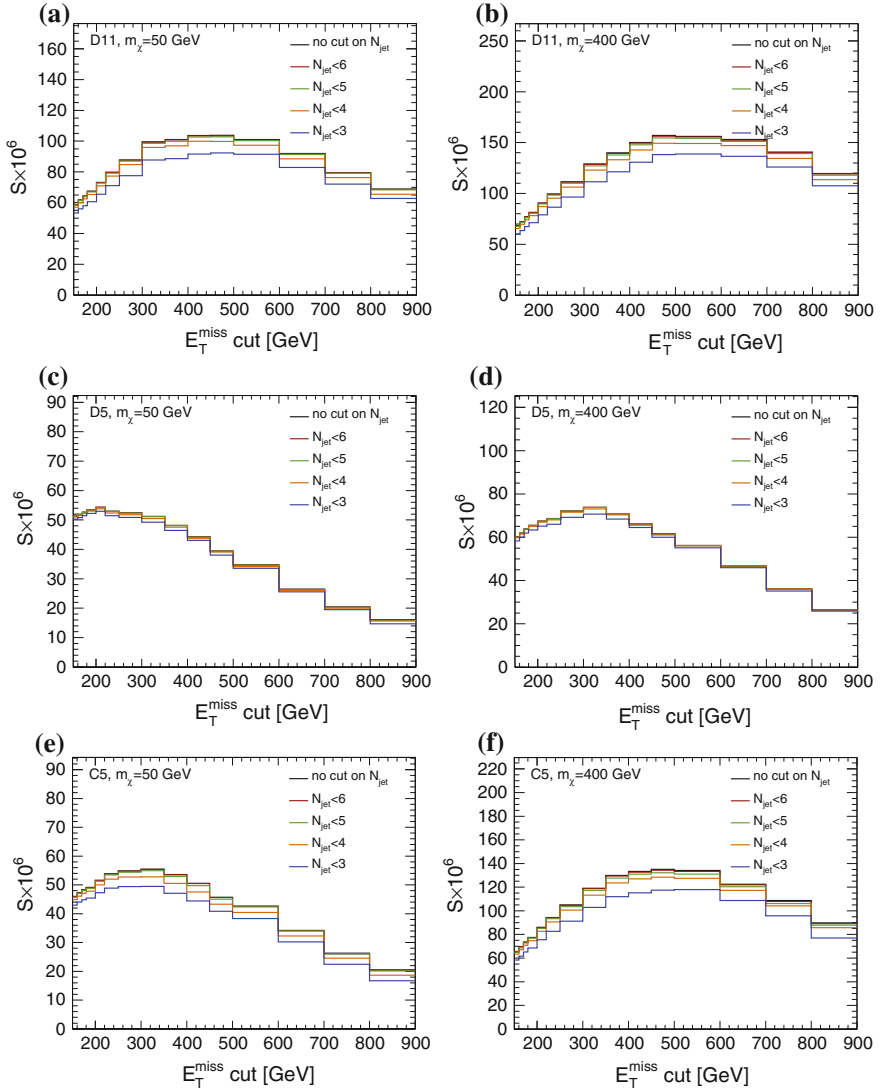 (a)
D11, mχ=50 GeV
no cut on Njet
Njet<6
Njet<5
Njet<4
Njet<3
S×10⁶
160
140
120
100
80
60
40
20
0
200 300 400 500 600 700 800 900
E_T^miss cut [GeV]
(b)
D11, mχ=400 GeV
no cut on Njet
Njet<6
Njet<5
Njet<4
Njet<3
S×10⁶
250
200
150
100
50
0
200 300 400 500 600 700 800 900
E_T^miss cut [GeV]
(c)
D5, mχ=50 GeV
no cut on Njet
Njet<6
Njet<5
Njet<4
Njet<3
S×10⁶
90
80
70
60
50
40
30
20
10
0
200 300 400 500 600 700 800 900
E_T^miss cut [GeV]
(d)
D5, mχ=400 GeV
no cut on Njet
Njet<6
Njet<5
Njet<4
Njet<3
S×10⁶
120
100
80
60
40
20
0
200 300 400 500 600 700 800 900
E_T^miss cut [GeV]
(e)
C5, mχ=50 GeV
no cut on Njet
Njet<6
Njet<5
Njet<4
Njet<3
S×10⁶
90
80
70
60
50
40
30
20
10
0
200 300 400 500 600 700 800 900
E_T^miss cut [GeV]
(f)
C5, mχ=400 GeV
no cut on Njet
Njet<6
Njet<5
Njet<4
Njet<3
S×10⁶
220
200
180
160
140
120
100
80
60
40
20
0
200 300 400 500 600 700 800 900
E_T^miss cut [GeV]